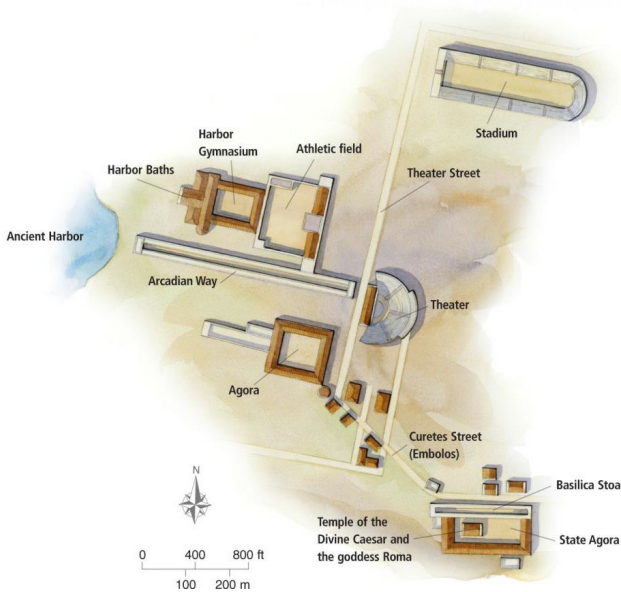 Stadium
Harbor
Gymnasium
Athletic field
Harbor Baths
Theater Street
Ancient Harbor
Arcadian Way
Theater
Agora
Curetes Street
(Embolos)
N
Basilica Stoa
Temple of the
Divine Caesar and
the goddess Roma
State Agora
0 400 800 ft
100 200 m